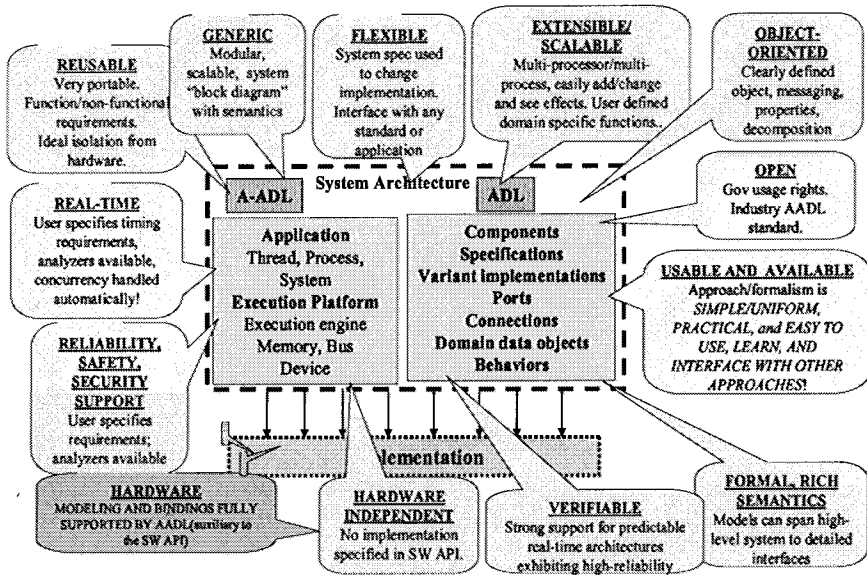 REUSABLE
Very portable.
Function/non-functional
requirements.
Ideal isolation from
hardware.
GENERIC
Modular,
scalable, system
"block diagram"
with semantics
FLEXIBLE
System spec used
to change
implementation.
Interface with any
standard or
application
EXTENSIBLE/
SCALABLE
Multi-processor/multi-
process, easily add/change
and see effects. User defined
domain specific functions..
OBJECT-
ORIENTED
Clearly defined
object, messaging,
properties,
decomposition
System Architecture
A-ADL
ADL
REAL-TIME
User specifies timing
requirements,
analyzers available,
concurrency handled
automatically!
Application
Thread, Process,
System
Execution Platform
Execution engine
Memory, Bus
Device
Components
Specifications
Variant implementations
Ports
Connections
Domain data objects
Behaviors
OPEN
Gov usage rights.
Industry AADL
standard.
USABLE AND AVAILABLE
Approach/formalism is
SIMPLE/UNIFORM,
PRACTICAL, and EASY TO
USE, LEARN, AND
INTERFACE WITH OTHER
APPROACHES!
RELIABILITY,
SAFETY,
SECURITY
SUPPORT
User specifies
requirements;
analyzers available
lementation
HARDWARE
MODELING AND BINDINGS FULLY
SUPPORTED BY AADL(auxiliary to
the SW API)
HARDWARE
INDEPENDENT
No implementation
specified in SW API.
VERIFIABLE
Strong support for predictable
real-time architectures
exhibiting high-reliability
FORMAL, RICH
SEMANTICS
Models can span high-
level system to detailed
interfaces